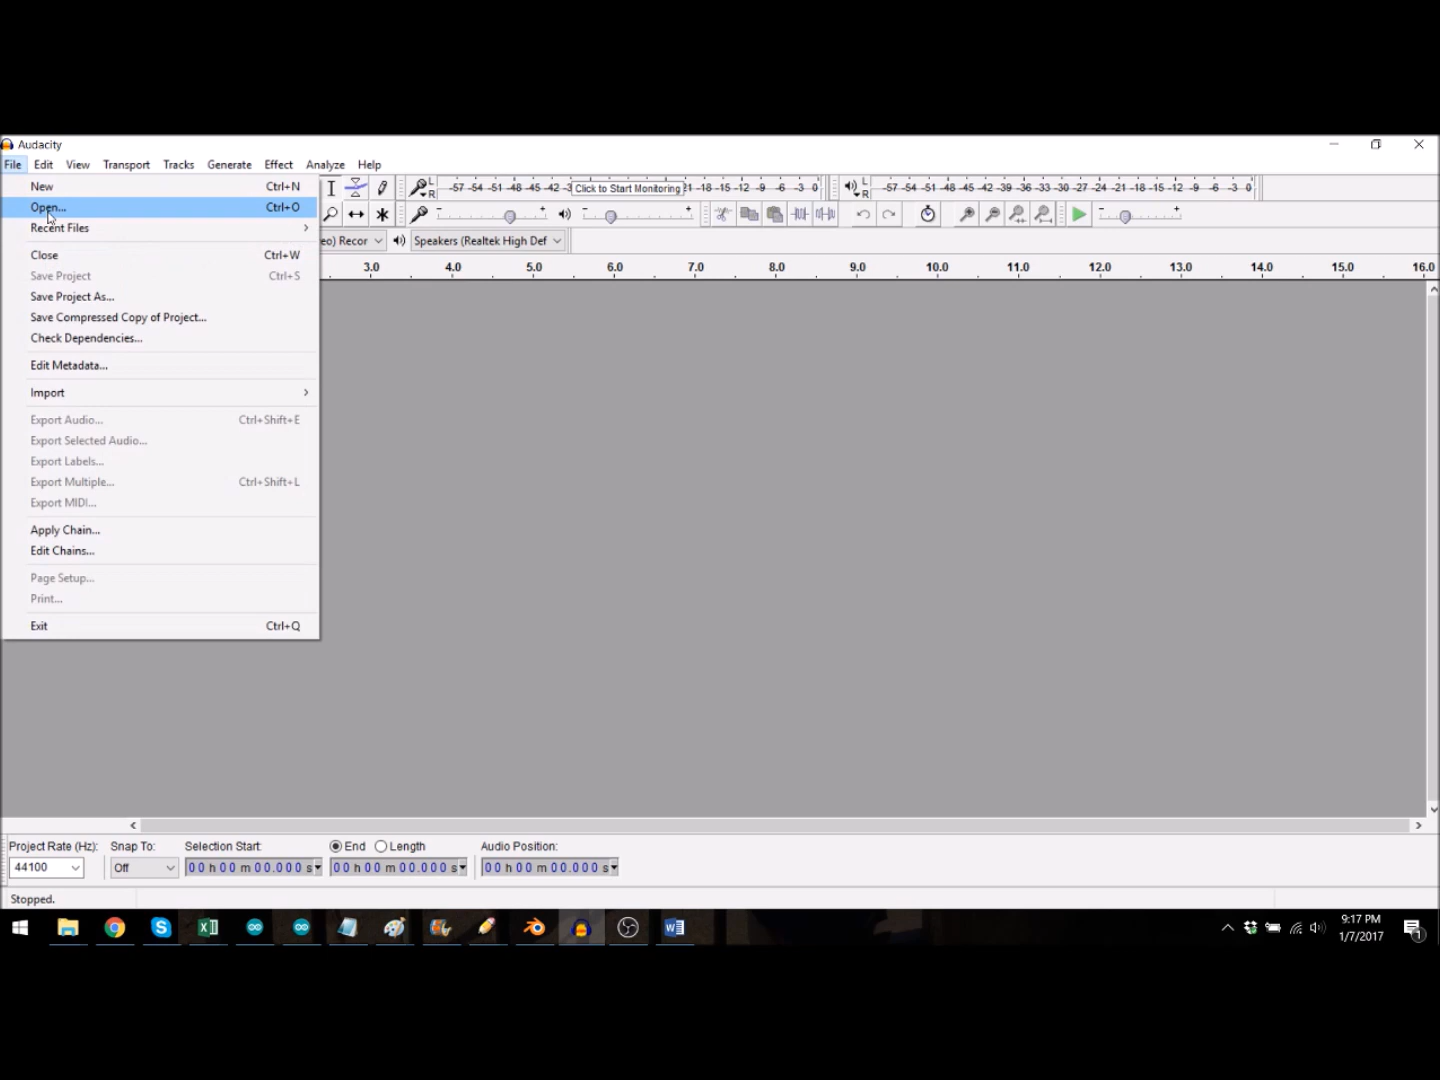 Audacity
File Edit View Transport Tracks Generate Effect Analyze Help
New Ctrl+N
Open... Ctrl+O
Recent Files
Close Ctrl+W
Save Project Ctrl+S
Save Project As...
Save Compressed Copy of Project...
Check Dependencies...
Edit Metadata...
Import
Export Audio... Ctrl+Shift+E
Export Selected Audio...
Export Labels...
Export Multiple... Ctrl+Shift+L
Export MIDI...
Apply Chain...
Edit Chains...
Page Setup...
Print...
Exit Ctrl+Q
L
R
-57 -54 -51 -48 -45 -42 -3 Click to Start Monitoring 21 -18 -15 -12 -9 -6 -3 0
L
R
-57 -54 -51 -48 -45 -42 -39 -36 -33 -30 -27 -24 -21 -18 -15 -12 -9 -6 -3 0
eo) Recor Speakers (Realtek High Def
3.0 4.0 5.0 6.0 7.0 8.0 9.0 10.0 11.0 12.0 13.0 14.0 15.0 16.0
Project Rate (Hz): Snap To: Selection Start: End Length Audio Position:
44100 Off 00 h 00 m 00.000 s 00 h 00 m 00.000 s 00 h 00 m 00.000 s
Stopped.
9:17 PM
1/7/2017
1